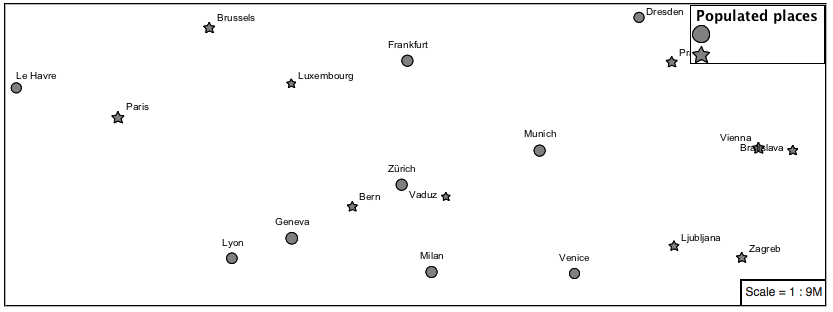 Brussels
Dresden
Populated places
Frankfurt
Le Havre
Luxembourg
Paris
Munich
Vienna
Bratislava
Zürich
Vaduz
Bern
Geneva
Lyon
Milan
Venice
Ljubljana
Zagreb
Scale = 1 : 9M